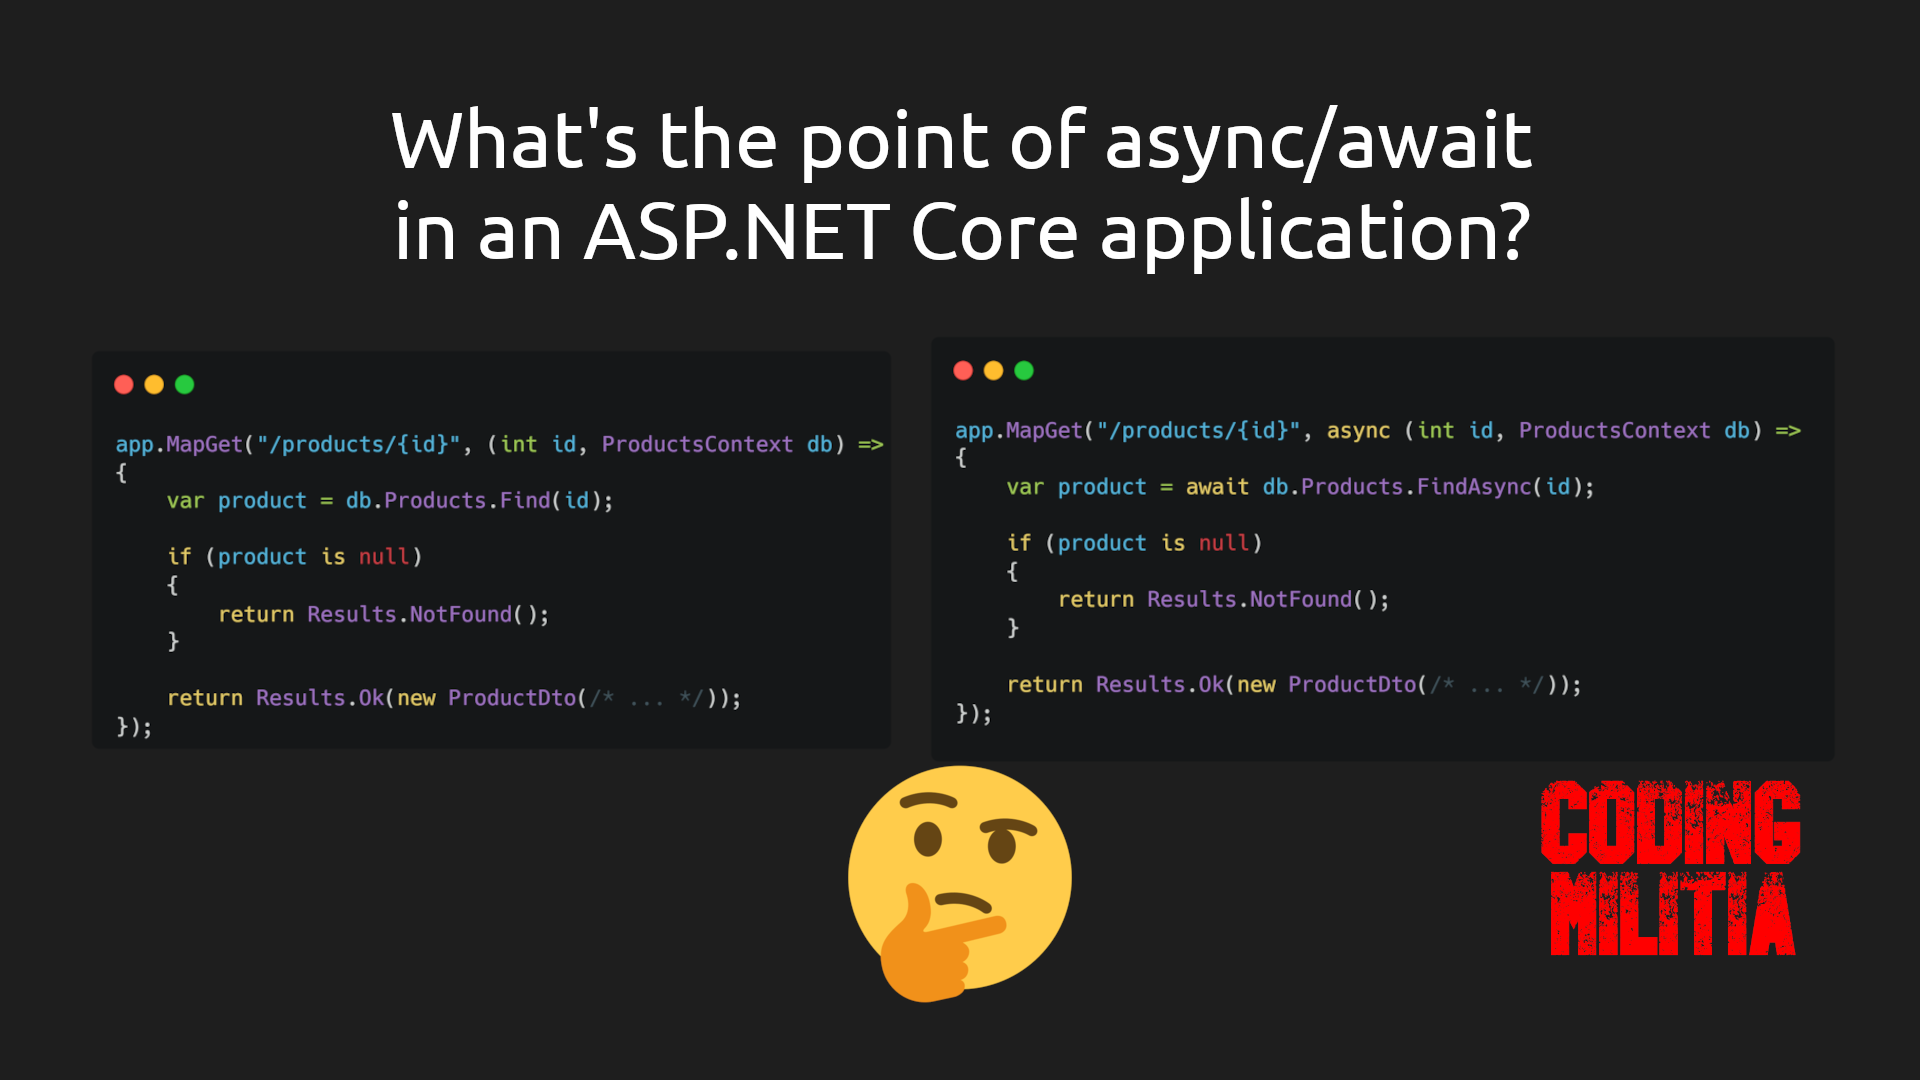 What's the point of async/await
in an ASP.NET Core application?
app.MapGet("/products/{id}", (int id, ProductsContext db) =>
{
    var product = db.Products.Find(id);

    if (product is null)
    {
        return Results.NotFound();
    }

    return Results.Ok(new ProductDto(/* ... */));
});
app.MapGet("/products/{id}", async (int id, ProductsContext db) =>
{
    var product = await db.Products.FindAsync(id);

    if (product is null)
    {
        return Results.NotFound();
    }

    return Results.Ok(new ProductDto(/* ... */));
});
CODING
MILITIA